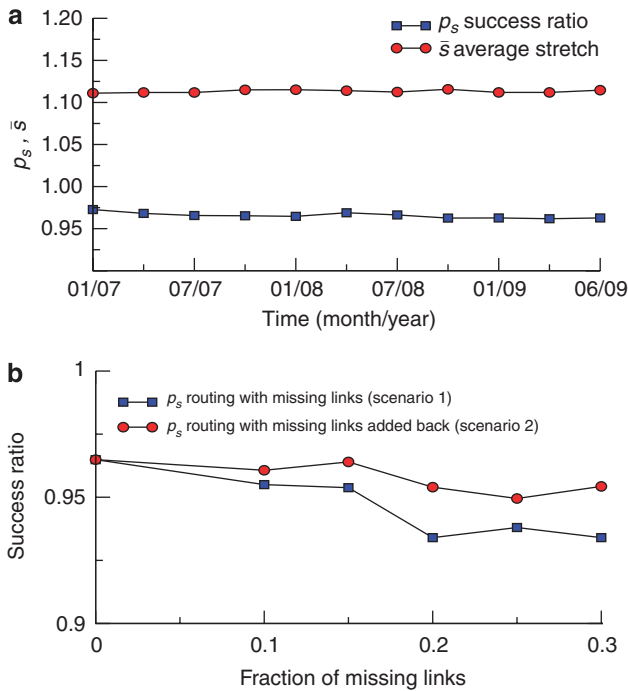 a
1.20
1.15
1.10
1.05
1.00
0.95
p_s , s̄
p_s success ratio
s̄ average stretch
01/07
07/07
01/08
07/08
01/09
06/09
Time (month/year)
b
1
0.95
0.9
Success ratio
p_s routing with missing links (scenario 1)
p_s routing with missing links added back (scenario 2)
0
0.1
0.2
0.3
Fraction of missing links